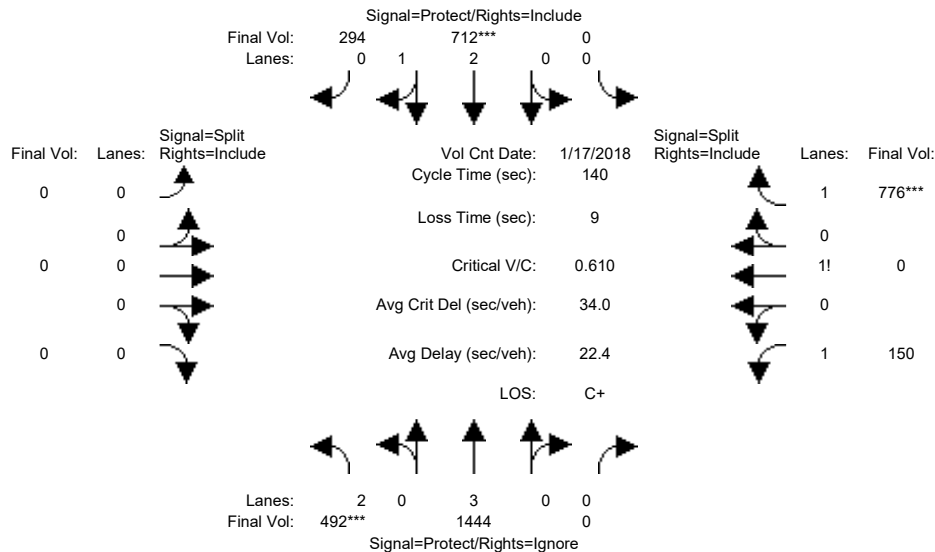 Signal=Protect/Rights=Include
Final Vol: 294 712*** 0
Lanes: 0 1 2 0 0
Signal=Split
Final Vol: Lanes: Rights=Include
Vol Cnt Date: 1/17/2018
Signal=Split
Rights=Include Lanes: Final Vol:
Cycle Time (sec): 140
0 0
1 776***
Loss Time (sec): 9
0
0
0 0
Critical V/C: 0.610
1! 0
0
Avg Crit Del (sec/veh): 34.0
0
0 0
Avg Delay (sec/veh): 22.4
1 150
LOS: C+
Lanes: 2 0 3 0 0
Final Vol: 492*** 1444 0
Signal=Protect/Rights=Ignore